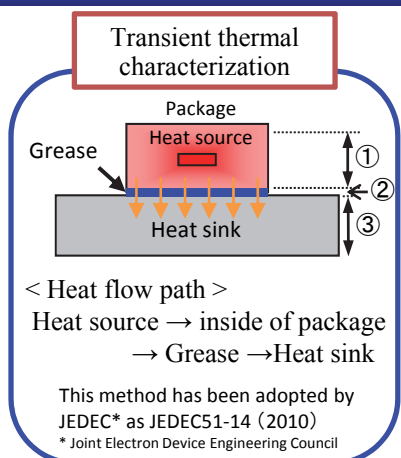 Transient thermal
characterization
Package
Heat source
Grease
①
②
③
Heat sink
< Heat flow path >
Heat source → inside of package
→ Grease →Heat sink
This method has been adopted by
JEDEC* as JEDEC51-14（2010）
* Joint Electron Device Engineering Council